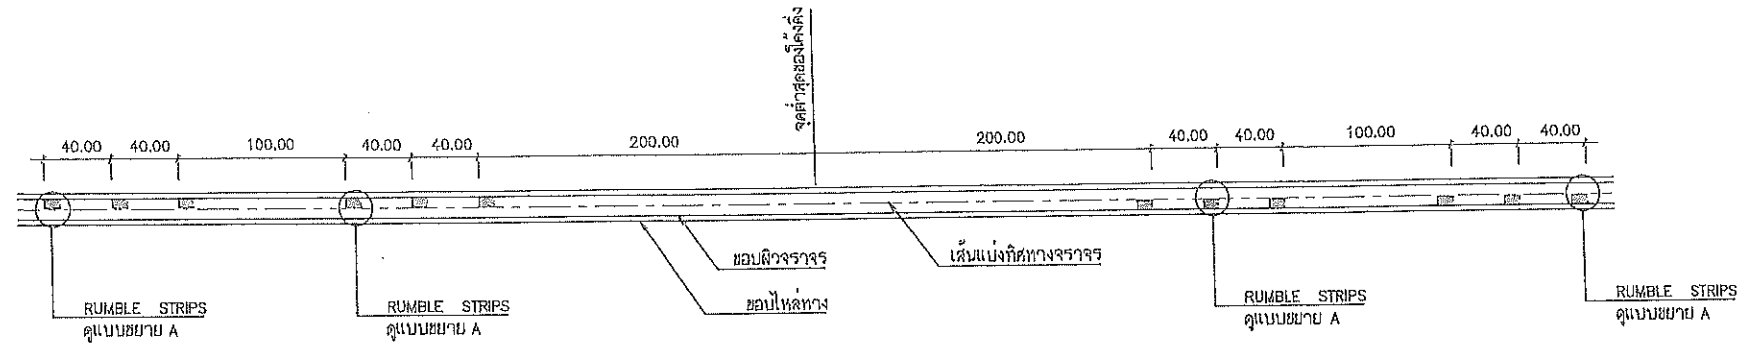 จุดต่ำสุดของโค้งดิ่ง
40.00 40.00 100.00 40.00 40.00 200.00 200.00 40.00 40.00 100.00 40.00 40.00
ขอบผิวจราจร
เส้นแบ่งทิศทางจราจร
ขอบไหล่ทาง
RUMBLE STRIPS
ดูแบบขยาย A
RUMBLE STRIPS
ดูแบบขยาย A
RUMBLE STRIPS
ดูแบบขยาย A
RUMBLE STRIPS
ดูแบบขยาย A